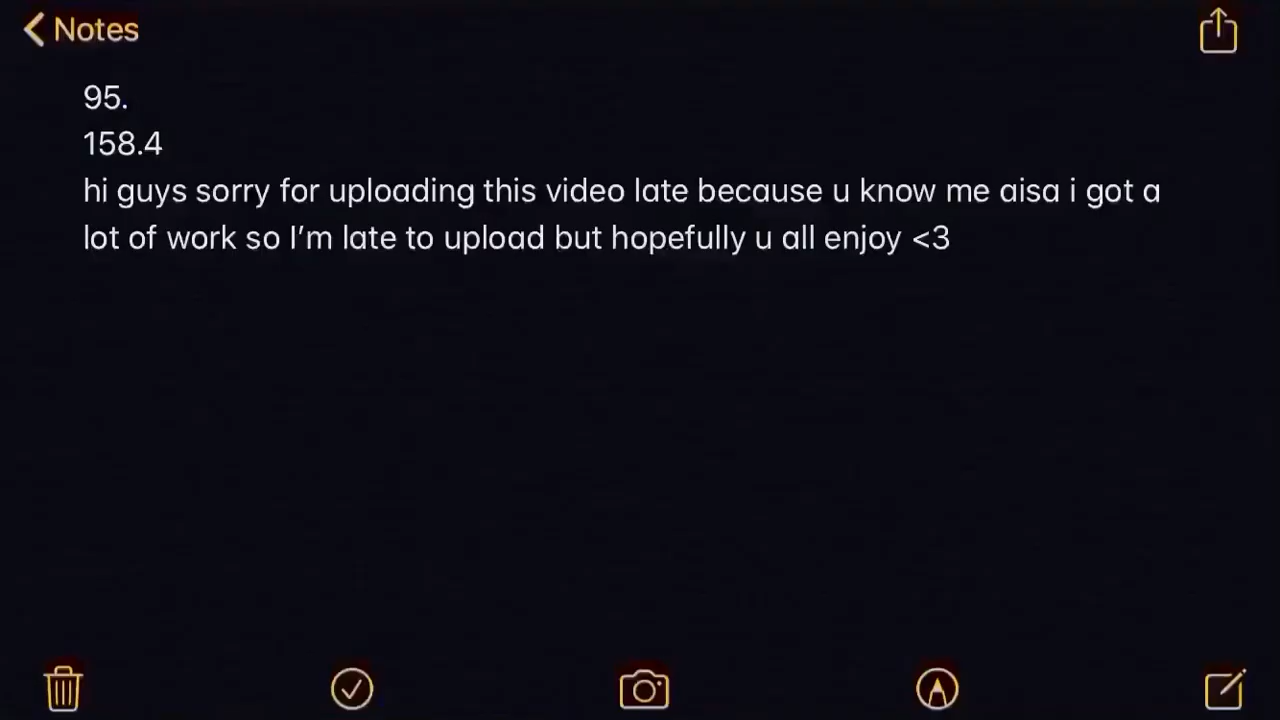 Notes
95.
158.4
hi guys sorry for uploading this video late because u know me aisa i got a
lot of work so I’m late to upload but hopefully u all enjoy <3